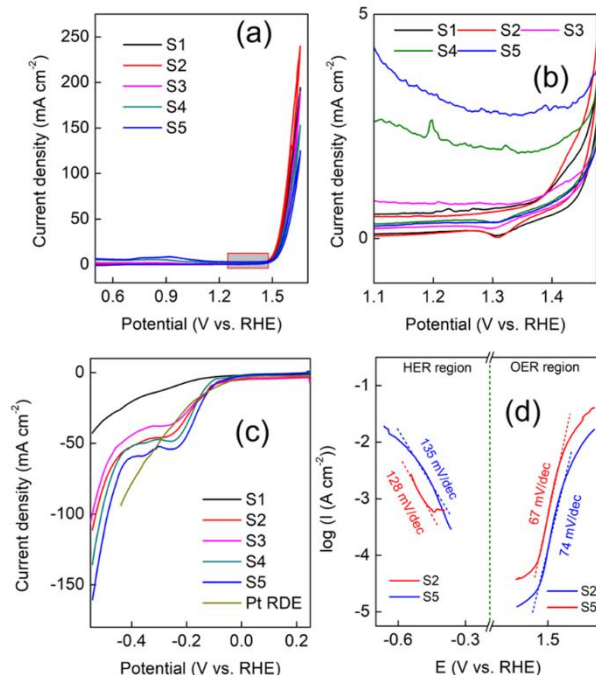 (a)
S1
S2
S3
S4
S5
250
200
150
100
50
0
0.6
0.9
1.2
1.5
1.8
Current density (mA cm⁻²)
Potential (V vs. RHE)
(b)
S1 S2 S3
S4 S5
5
0
1.1
1.2
1.3
1.4
Current density (mA cm⁻²)
Potential (V vs. RHE)
(c)
0
-50
-100
-150
-0.4
-0.2
0.0
0.2
S1
S2
S3
S4
S5
Pt RDE
Current density (mA cm⁻²)
Potential (V vs. RHE)
HER region
OER region
(d)
-1
-2
-3
-4
-5
135 mV/dec
128 mV/dec
67 mV/dec
74 mV/dec
S2
S5
S2
S5
-0.6
-0.3
1.5
log (I (A cm⁻²))
E (V vs. RHE)